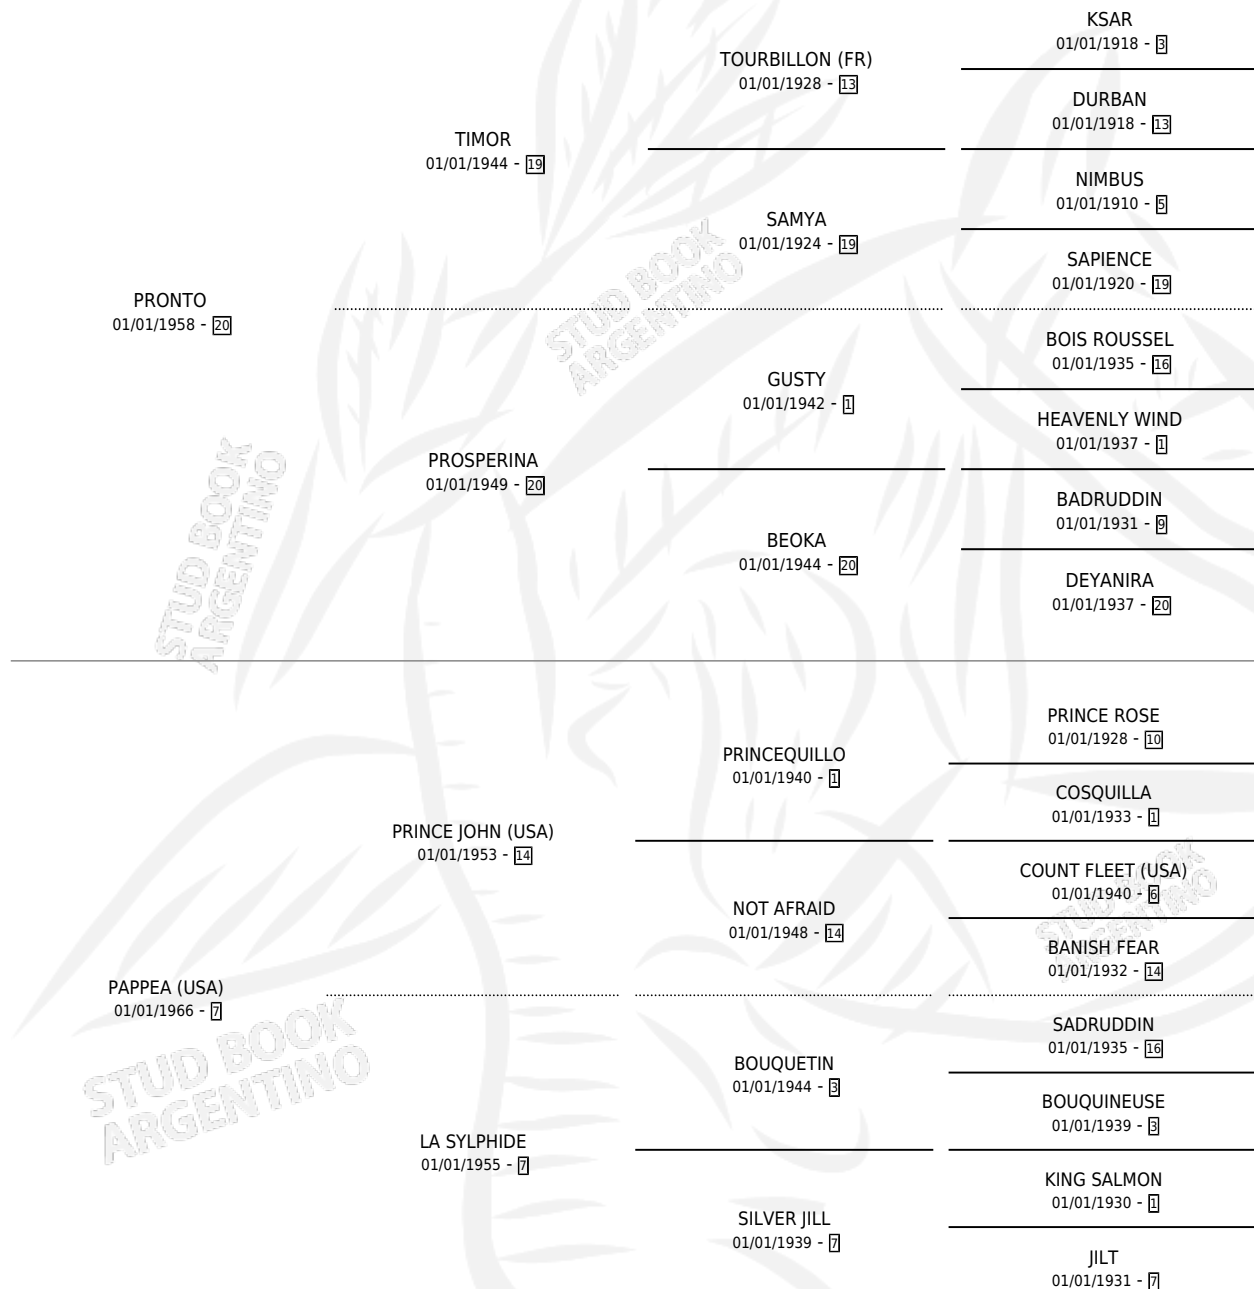 KSAR
01/01/1918 - 3
TOURBILLON (FR)
01/01/1928 - 13
DURBAN
01/01/1918 - 13
TIMOR
01/01/1944 - 19
NIMBUS
01/01/1910 - 5
SAMYA
01/01/1924 - 19
SAPIENCE
01/01/1920 - 19
PRONTO
01/01/1958 - 20
BOIS ROUSSEL
01/01/1935 - 16
GUSTY
01/01/1942 - 1
HEAVENLY WIND
01/01/1937 - 1
PROSPERINA
01/01/1949 - 20
BADRUDDIN
01/01/1931 - 9
BEOKA
01/01/1944 - 20
DEYANIRA
01/01/1937 - 20
PRINCE ROSE
01/01/1928 - 10
PRINCEQUILLO
01/01/1940 - 1
COSQUILLA
01/01/1933 - 1
PRINCE JOHN (USA)
01/01/1953 - 14
COUNT FLEET (USA)
01/01/1940 - 6
NOT AFRAID
01/01/1948 - 14
BANISH FEAR
01/01/1932 - 14
PAPPEA (USA)
01/01/1966 - 7
SADRUDDIN
01/01/1935 - 16
BOUQUETIN
01/01/1944 - 3
BOUQUINEUSE
01/01/1939 - 3
LA SYLPHIDE
01/01/1955 - 7
KING SALMON
01/01/1930 - 1
SILVER JILL
01/01/1939 - 7
JILT
01/01/1931 - 7
STUD BOOK
ARGENTINO
STUD BOOK
ARGENTINO
STUD BOOK
ARGENTINO
STUD BOOK
ARGENTINO